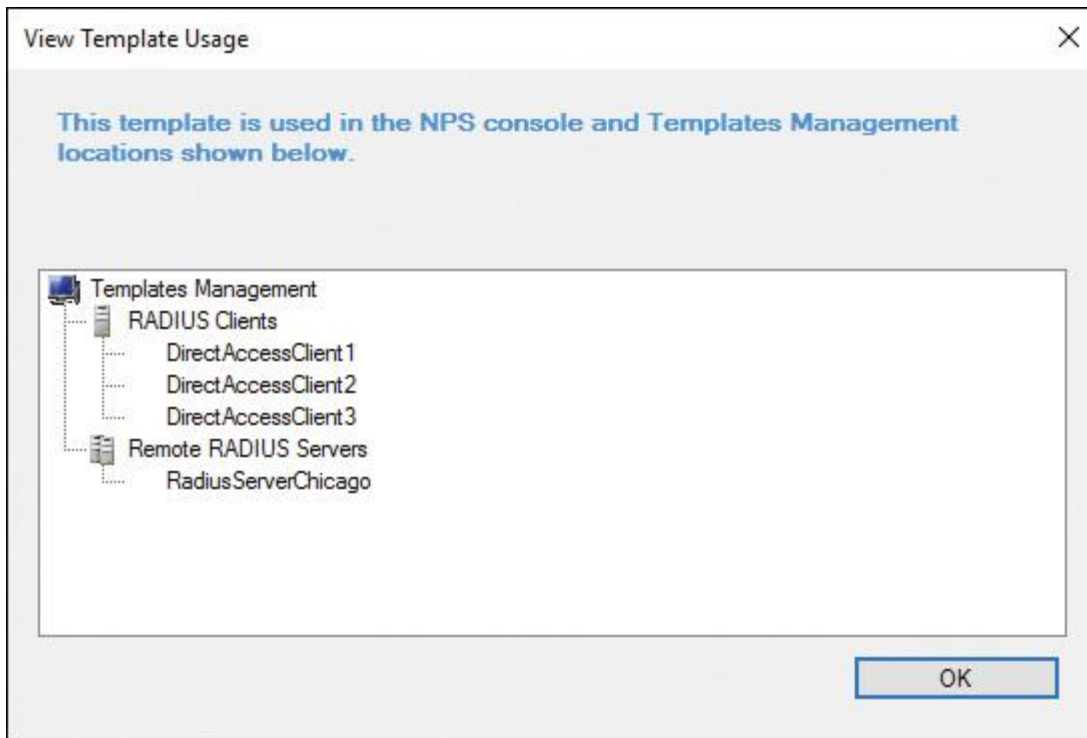 View Template Usage
This template is used in the NPS console and Templates Management
locations shown below.
Templates Management
RADIUS Clients
DirectAccessClient1
DirectAccessClient2
DirectAccessClient3
Remote RADIUS Servers
RadiusServerChicago
OK